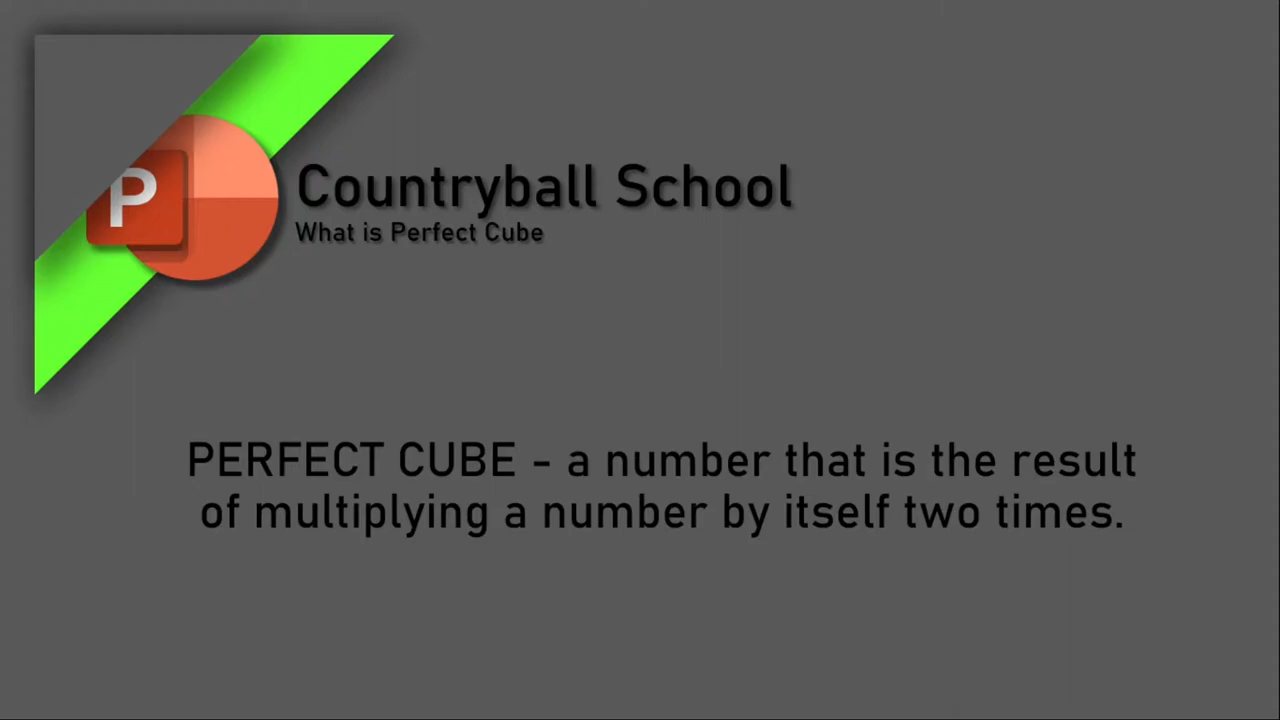 P
Countryball School
What is Perfect Cube
PERFECT CUBE - a number that is the result
of multiplying a number by itself two times.